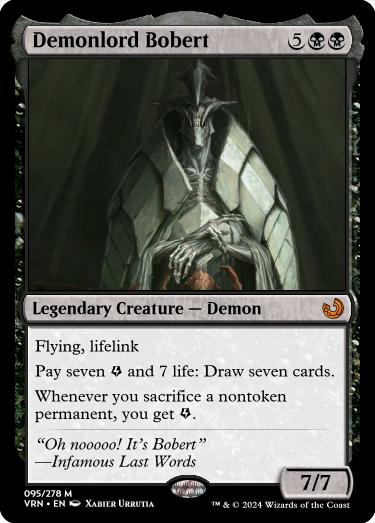 Demonlord Bobert 5
Legendary Creature — Demon
Flying, lifelink
Pay seven and 7 life: Draw seven cards.
Whenever you sacrifice a nontoken
permanent, you get .
“Oh nooooo! It's Bobert”
—Infamous Last Words
7/7
095/278 M
VRN • EN Xabier Urrutia
™ & © 2024 Wizards of the Coast